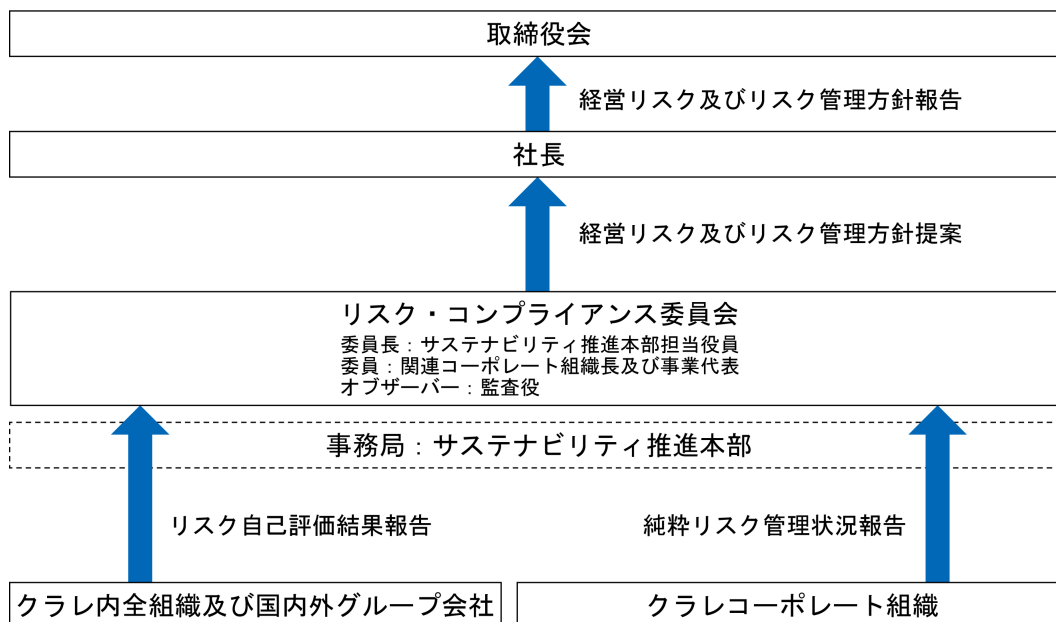 取締役会
経営リスク及びリスク管理方針報告
社長
経営リスク及びリスク管理方針提案
リスク・コンプライアンス委員会
委員長：サステナビリティ推進本部担当役員
委員：関連コーポレート組織長及び事業代表
オブザーバー：監査役
事務局：サステナビリティ推進本部
リスク自己評価結果報告
純粋リスク管理状況報告
クラレ内全組織及び国内外グループ会社
クラレコーポレート組織